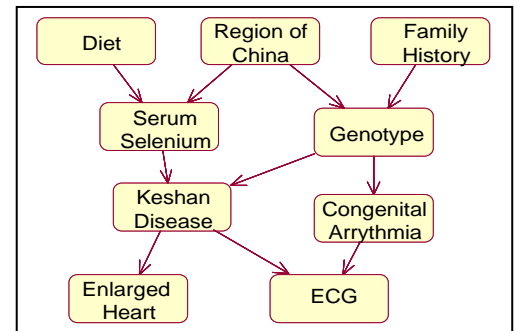 Diet
Region of
China
Family
History
Serum
Selenium
Genotype
Keshan
Disease
Congenital
Arrythmia
Enlarged
Heart
ECG